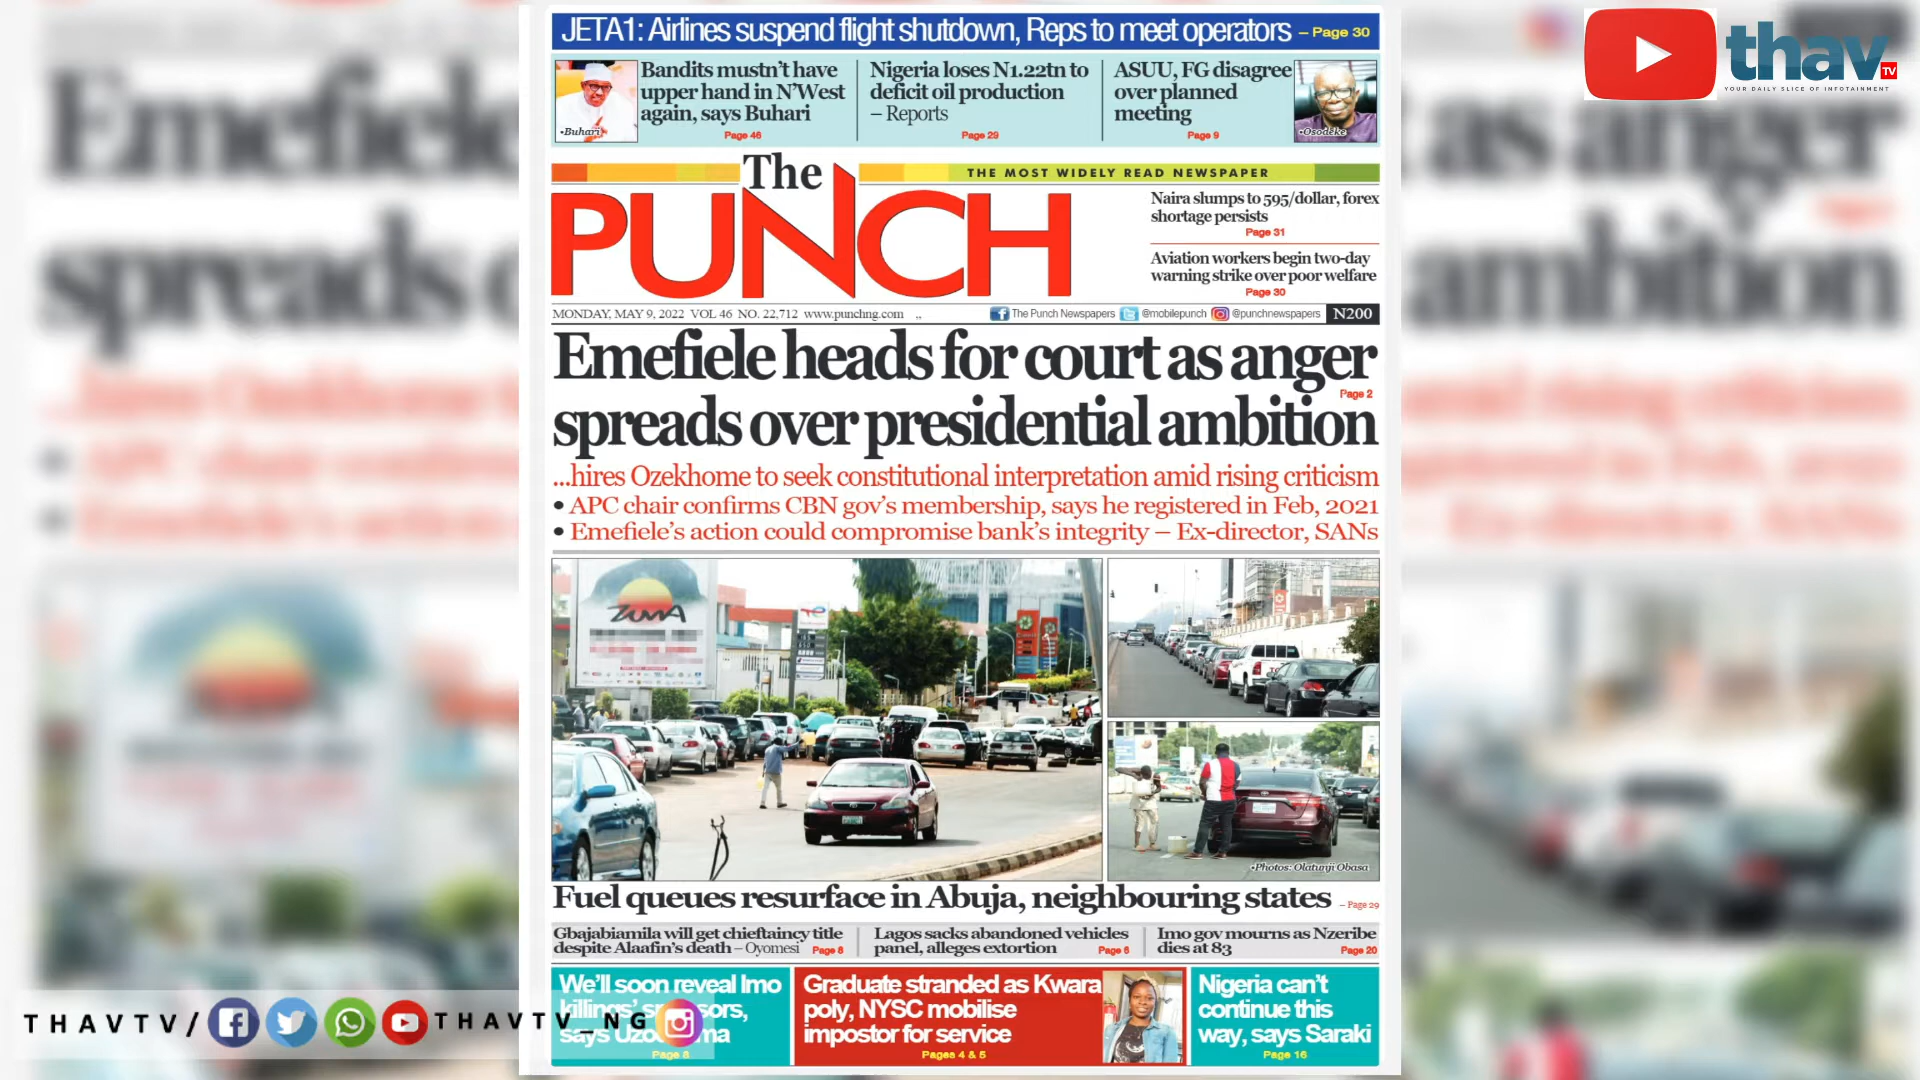 JETA1: Airlines suspend flight shutdown, Reps to meet operators – Page 30
Bandits mustn't have
upper hand in N'West
again, says Buhari
Page 46
•Buhari
Nigeria loses N1.22tn to
deficit oil production
– Reports
Page 29
ASUU, FG disagree
over planned
meeting
Page 9
•Osodeke
thav
TV
YOUR DAILY SLICE OF INFOTAINMENT
The
PUNCH
THE MOST WIDELY READ NEWSPAPER
Naira slumps to 595/dollar, forex
shortage persists
Page 31
Aviation workers begin two-day
warning strike over poor welfare
Page 30
MONDAY, MAY 9, 2022 VOL 46 NO. 22,712 www.punchng.com ,, The Punch Newspapers @mobilepunch @punchnewspapers N200
Emefiele heads for court as anger
Page 2
spreads over presidential ambition
...hires Ozekhome to seek constitutional interpretation amid rising criticism
• APC chair confirms CBN gov's membership, says he registered in Feb, 2021
• Emefiele's action could compromise bank's integrity – Ex-director, SANs
ZUMA
•Photos: Olatunji Obasa
Fuel queues resurface in Abuja, neighbouring states – Page 29
Gbajabiamila will get chieftaincy title
despite Alaafin's death – Oyomesi Page 8
Lagos sacks abandoned vehicles
panel, alleges extortion Page 6
Imo gov mourns as Nzeribe
dies at 83 Page 20
We'll soon reveal Imo
killings'
says
Page 8
Graduate stranded as Kwara
poly, NYSC mobilise
impostor for service
Pages 4 & 5
Nigeria can't
continue this
way, says Saraki
Page 16
THAVTV/ THAVTV_NG